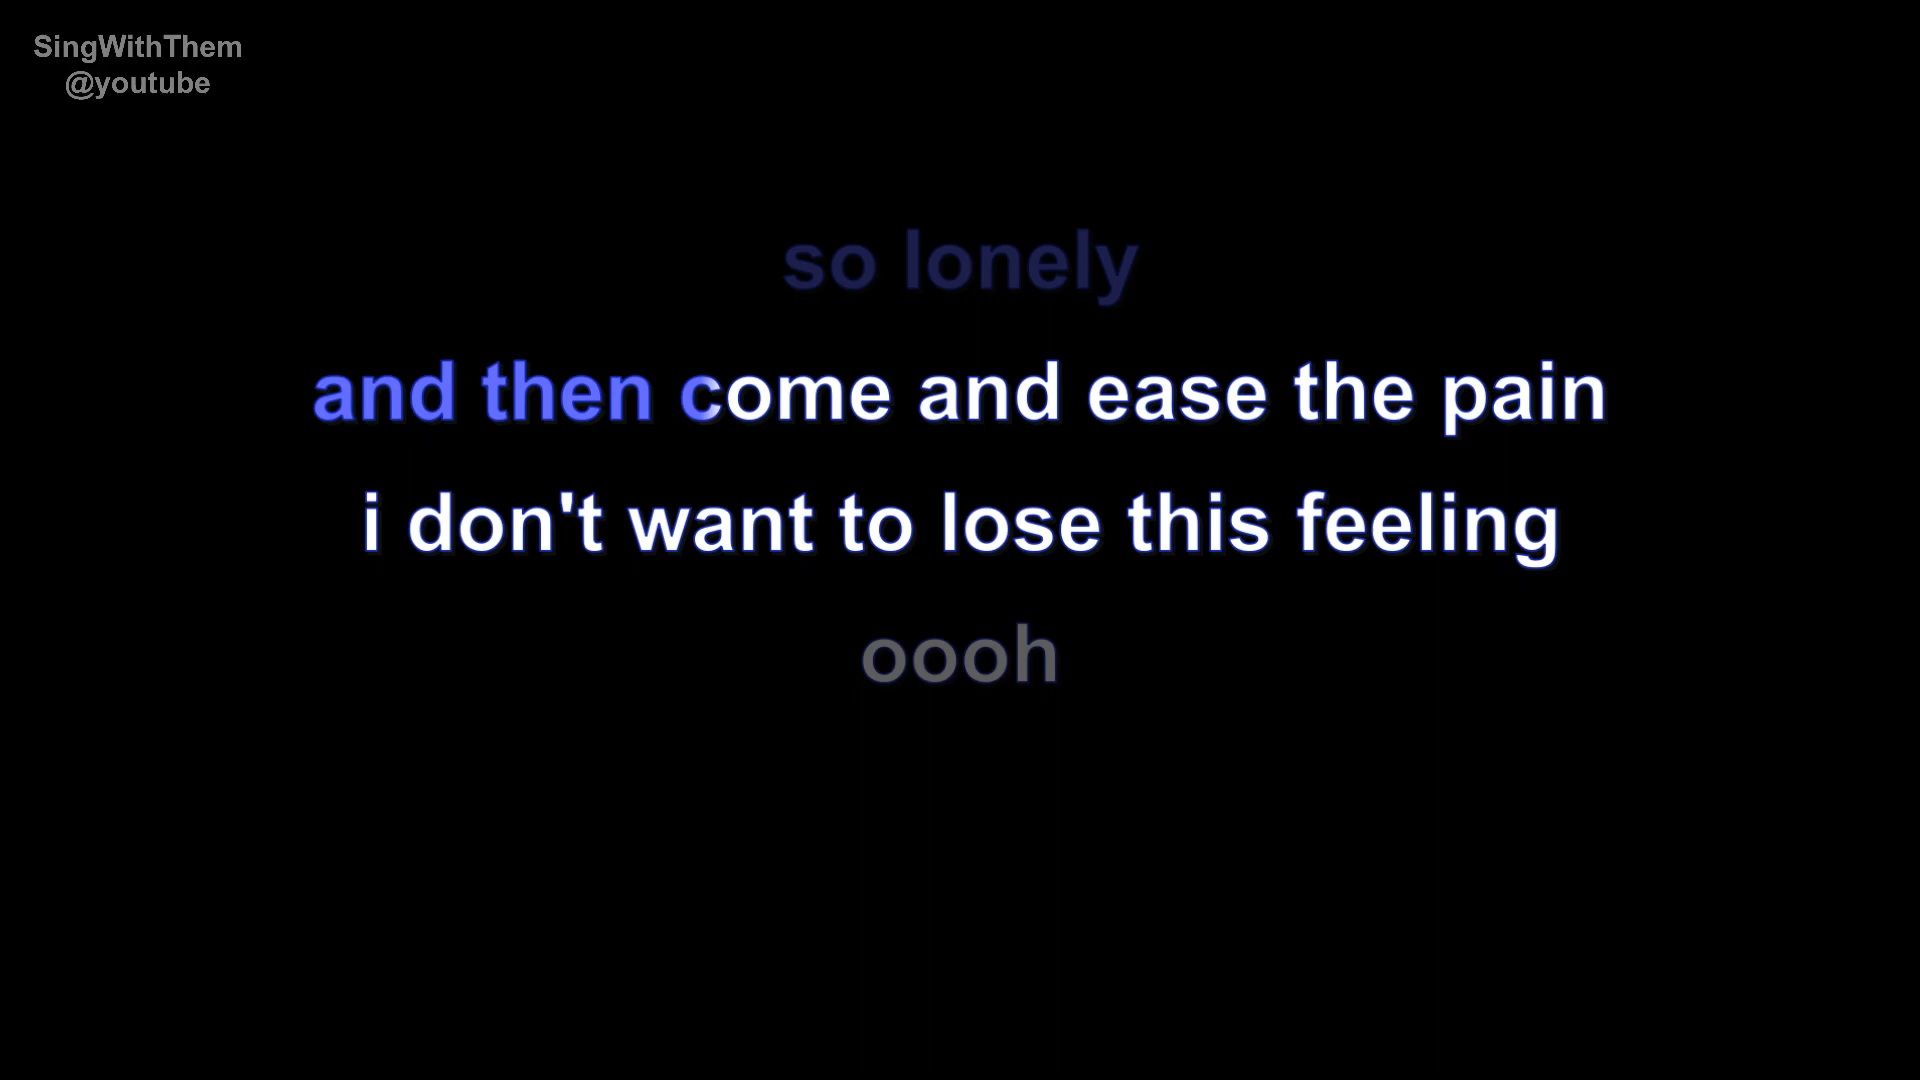 SingWithThem
@youtube
so lonely
and then come and ease the pain
i don't want to lose this feeling
oooh